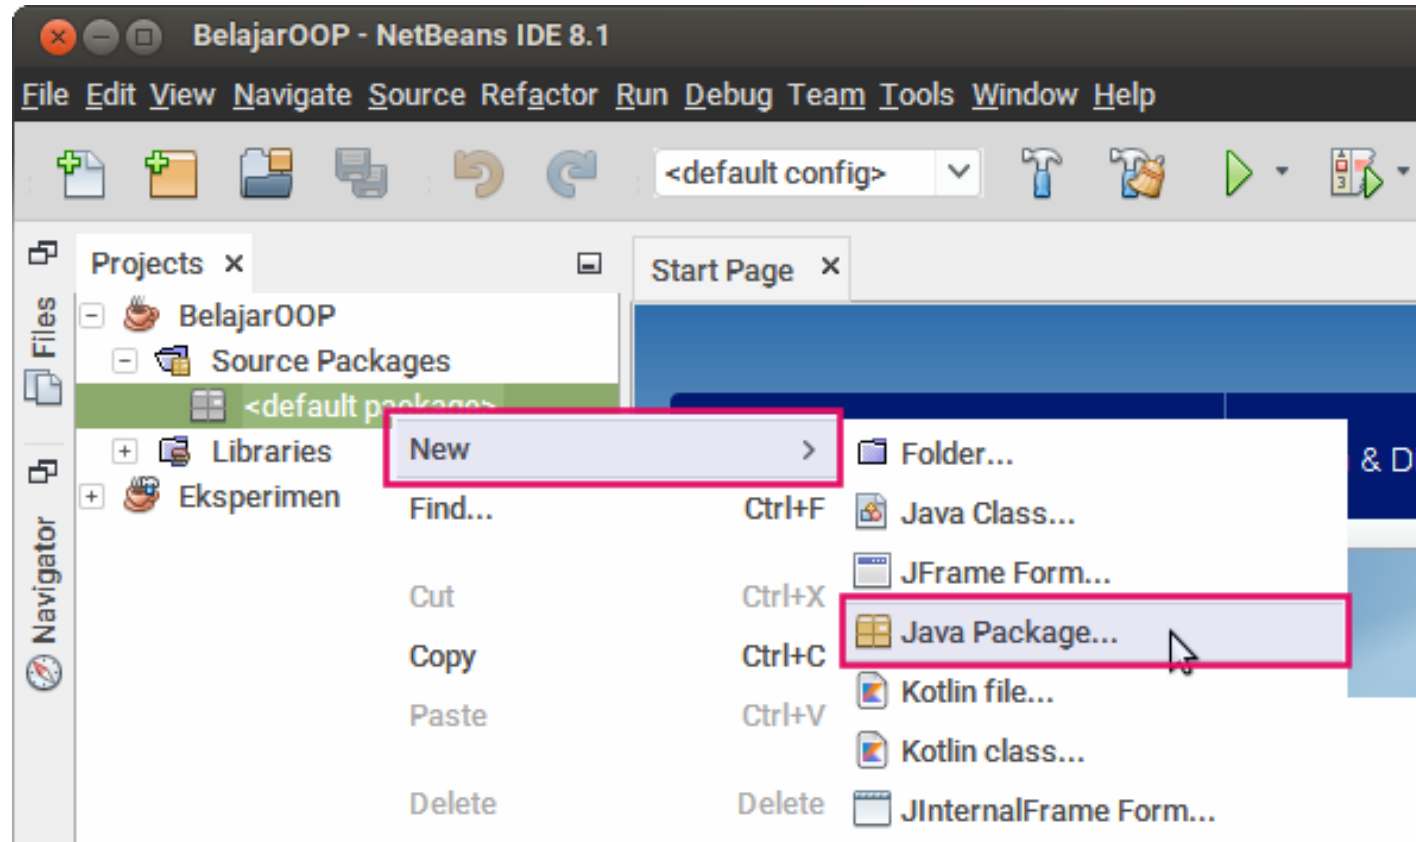 BelajarOOP - NetBeans IDE 8.1
File Edit View Navigate Source Refactor Run Debug Team Tools Window Help
<default config>
Files
Navigator
Projects
Start Page
BelajarOOP
Source Packages
<default package>
Libraries
Eksperimen
New
Find... Ctrl+F
Cut Ctrl+X
Copy Ctrl+C
Paste Ctrl+V
Delete Delete
Folder...
Java Class...
JFrame Form...
Java Package...
Kotlin file...
Kotlin class...
JInternalFrame Form...
& D